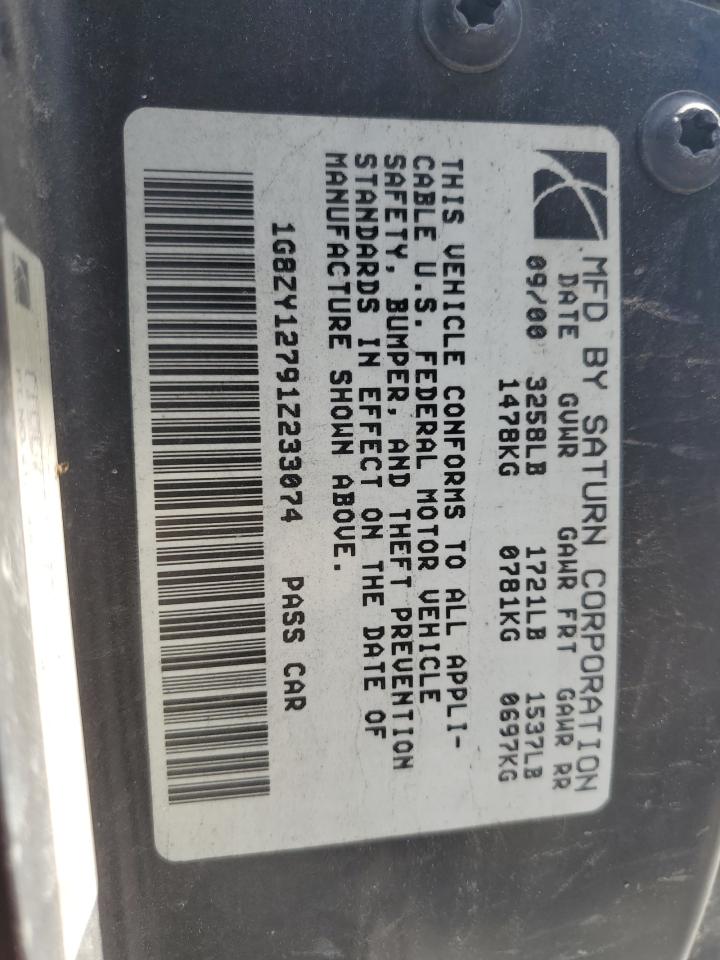 MFD BY SATURN CORPORATION
DATE GVWR GAWR FRT GAWR RR
09/00 3258LB 1721LB 1537LB
1478KG 0781KG 0697KG
THIS VEHICLE CONFORMS TO ALL APPLI-
CABLE U.S. FEDERAL MOTOR VEHICLE
SAFETY, BUMPER, AND THEFT PREVENTION
STANDARDS IN EFFECT ON THE DATE OF
MANUFACTURE SHOWN ABOVE.
1G8ZY12791Z233074 PASS CAR